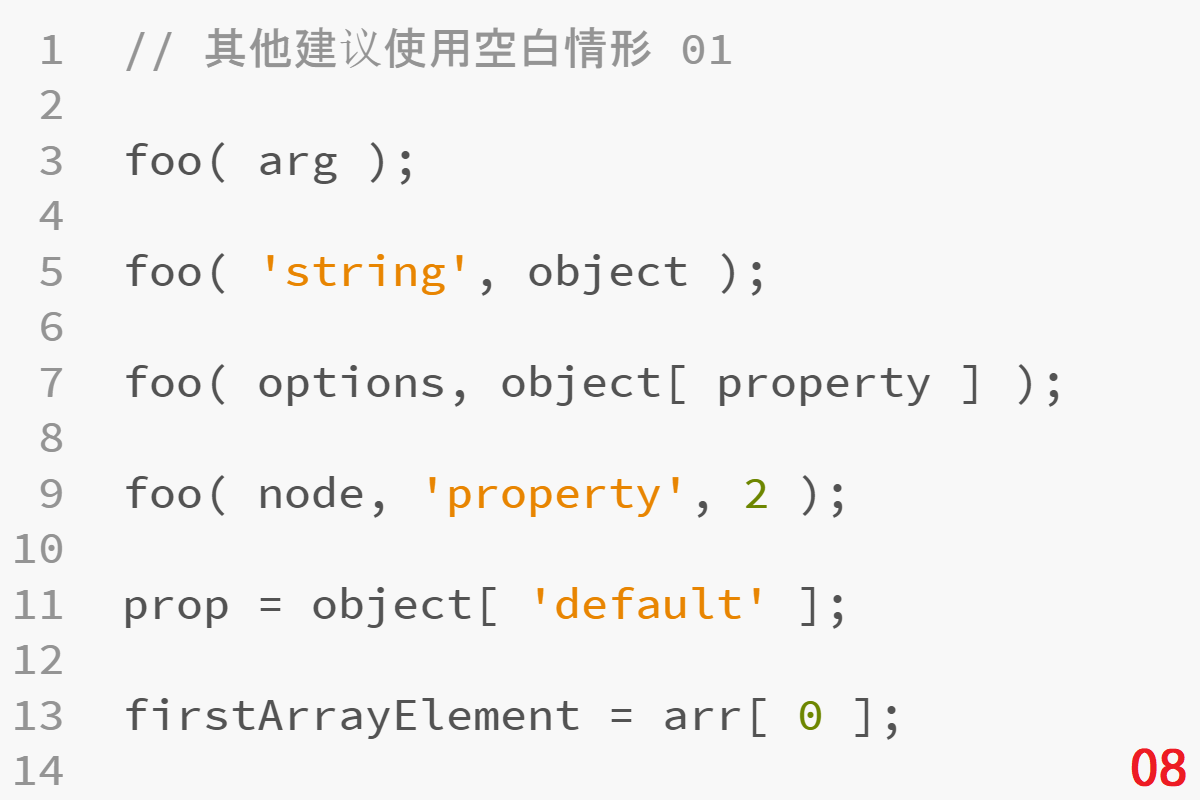 1 // 其他建议使用空白情形 01
2
3 foo( arg );
4
5 foo( 'string', object );
6
7 foo( options, object[ property ] );
8
9 foo( node, 'property', 2 );
10
11 prop = object[ 'default' ];
12
13 firstArrayElement = arr[ 0 ];
14
08